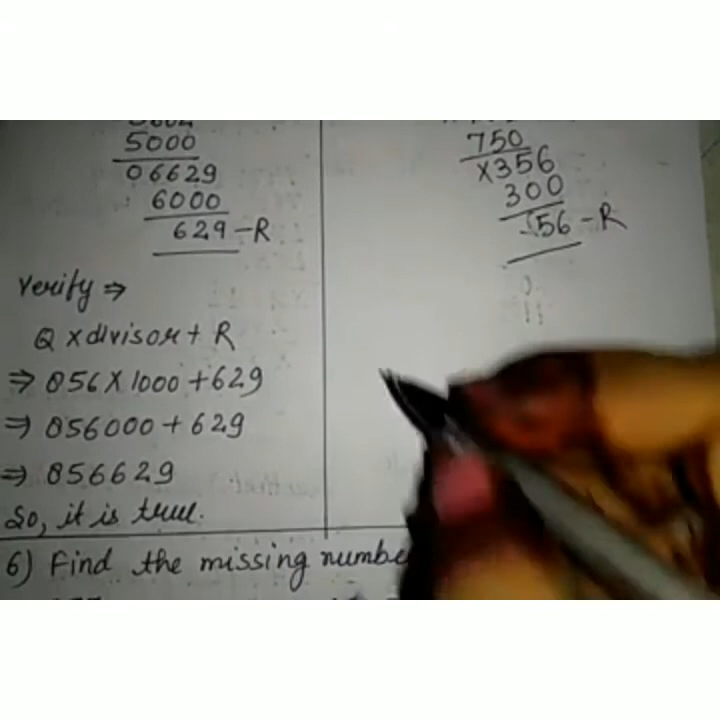 5000
06629
6000
629-R
Verify ⇒
Q x divisor + R
⇒ 856 X 1000 + 629
⇒ 856000 + 629
⇒ 856629
So, it is true.
750
x356
300
56-R
6) Find the missing